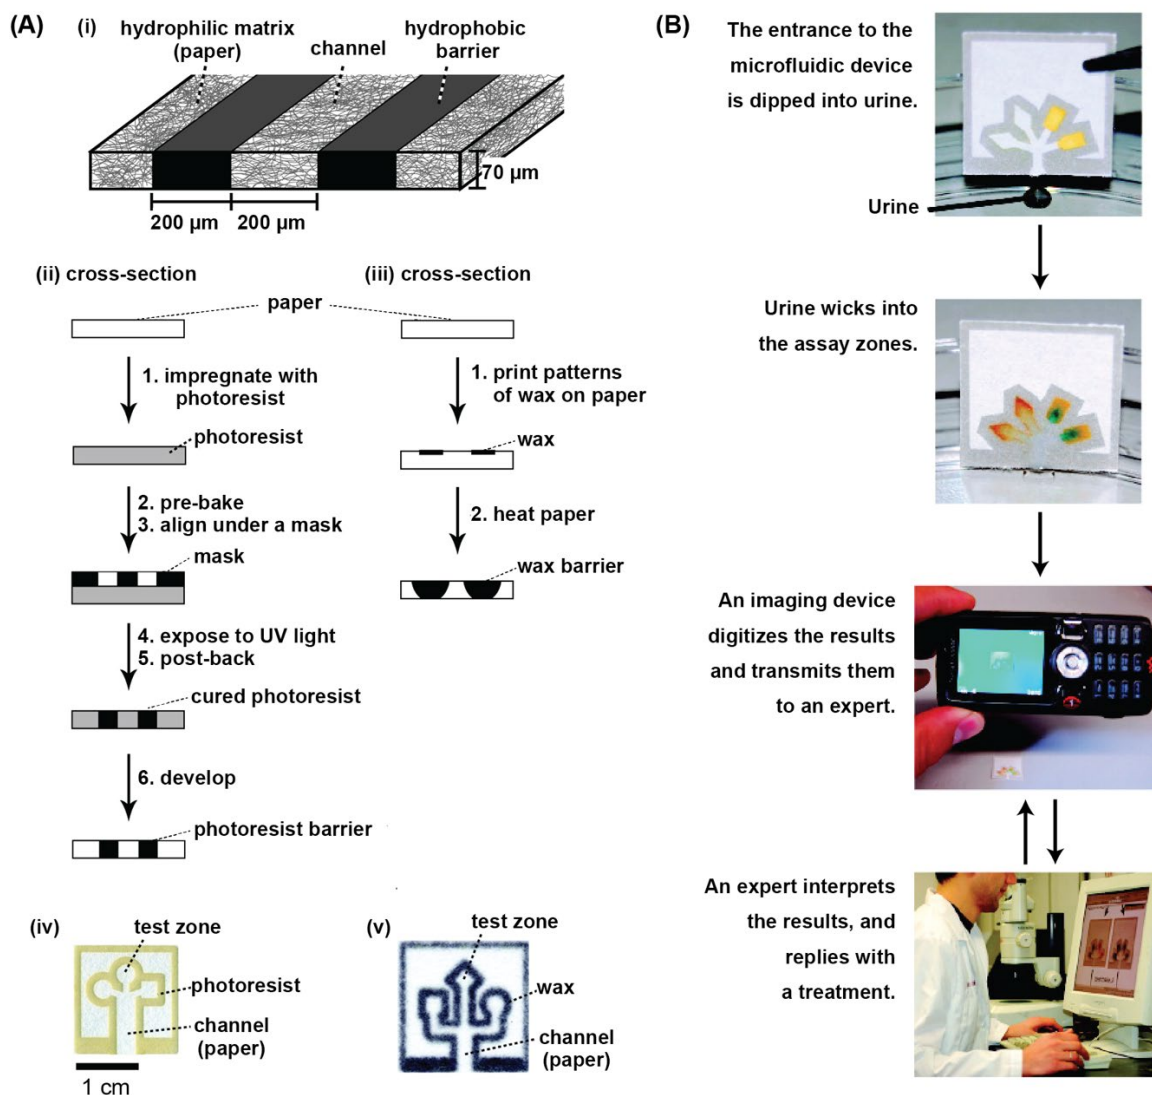 (A)
(i)
hydrophilic matrix
(paper)
channel
hydrophobic
barrier
70 µm
200 µm
200 µm
(ii) cross-section
(iii) cross-section
paper
1. impregnate with
photoresist
photoresist
2. pre-bake
3. align under a mask
mask
4. expose to UV light
5. post-back
cured photoresist
6. develop
photoresist barrier
1. print patterns
of wax on paper
wax
2. heat paper
wax barrier
(iv)
test zone
photoresist
channel
(paper)
1 cm
(v)
test zone
wax
channel
(paper)
(B)
The entrance to the
microfluidic device
is dipped into urine.
Urine
Urine wicks into
the assay zones.
An imaging device
digitizes the results
and transmits them
to an expert.
An expert interprets
the results, and
replies with
a treatment.